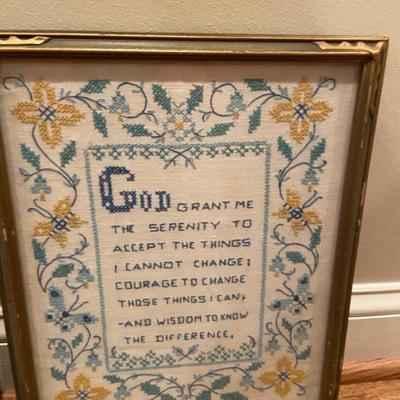 GOD GRANT ME
THE SERENITY TO
ACCEPT THE THINGS
I CANNOT CHANGE;
COURAGE TO CHANGE
THOSE THINGS I CAN;
-AND WISDOM TO KNOW
THE DIFFERENCE.